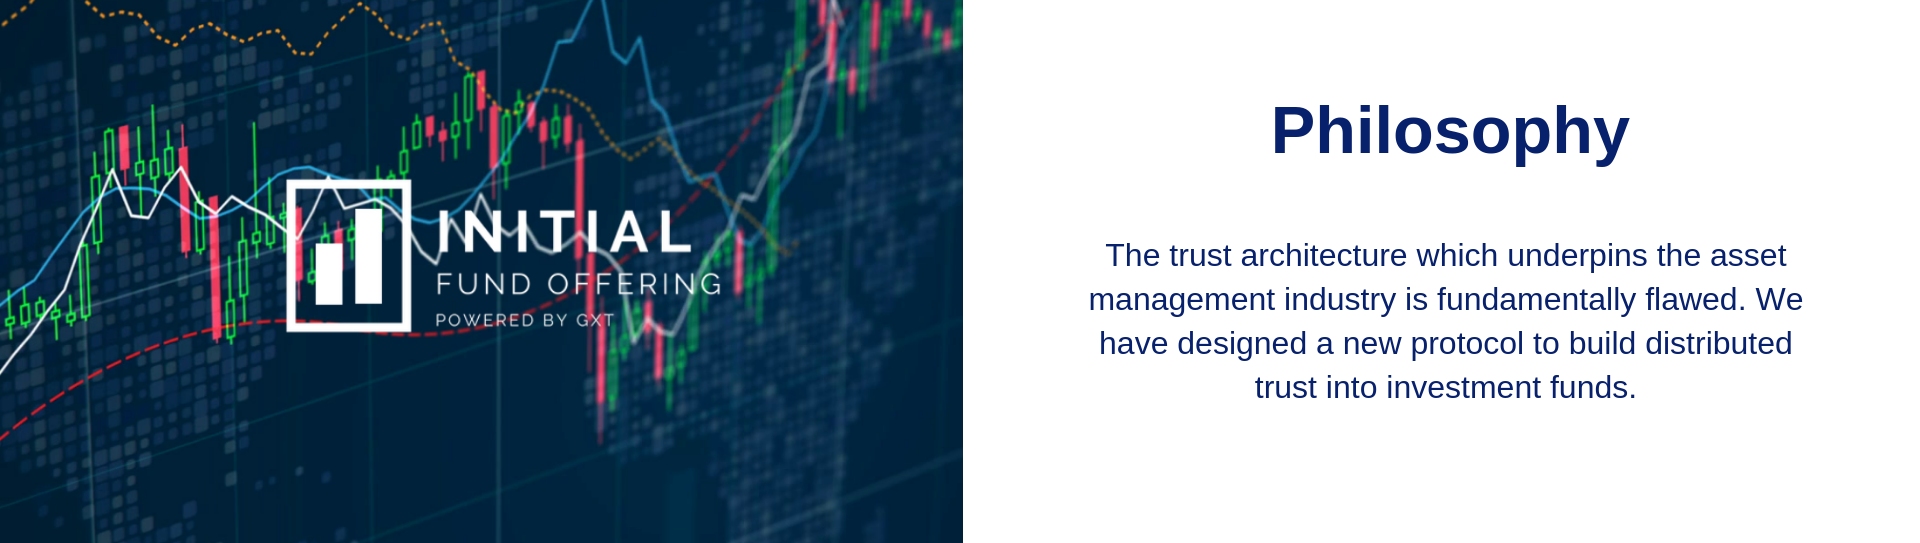 INITIAL
FUND OFFERING
POWERED BY GXT
Philosophy
The trust architecture which underpins the asset
management industry is fundamentally flawed. We
have designed a new protocol to build distributed
trust into investment funds.